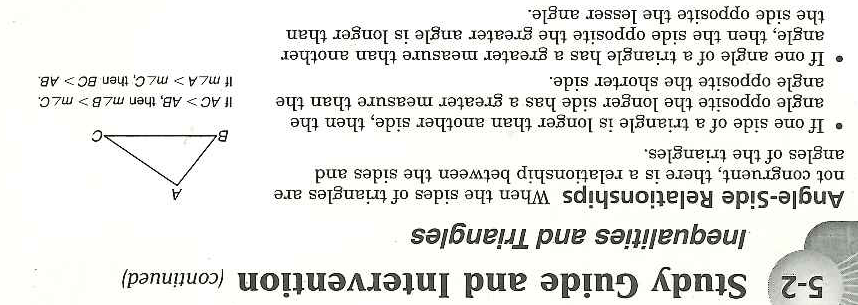 5-2 Study Guide and Intervention (continued)
Inequalities and Triangles
Angle-Side Relationships When the sides of triangles are
not congruent, there is a relationship between the sides and
angles of the triangles.
• If one side of a triangle is longer than another side, then the
angle opposite the longer side has a greater measure than the
angle opposite the shorter side.
• If one angle of a triangle has a greater measure than another
angle, then the side opposite the greater angle is longer than
the side opposite the lesser angle.
A
B
C
If AC > AB, then m∠B > m∠C.
If m∠A > m∠C, then BC > AB.